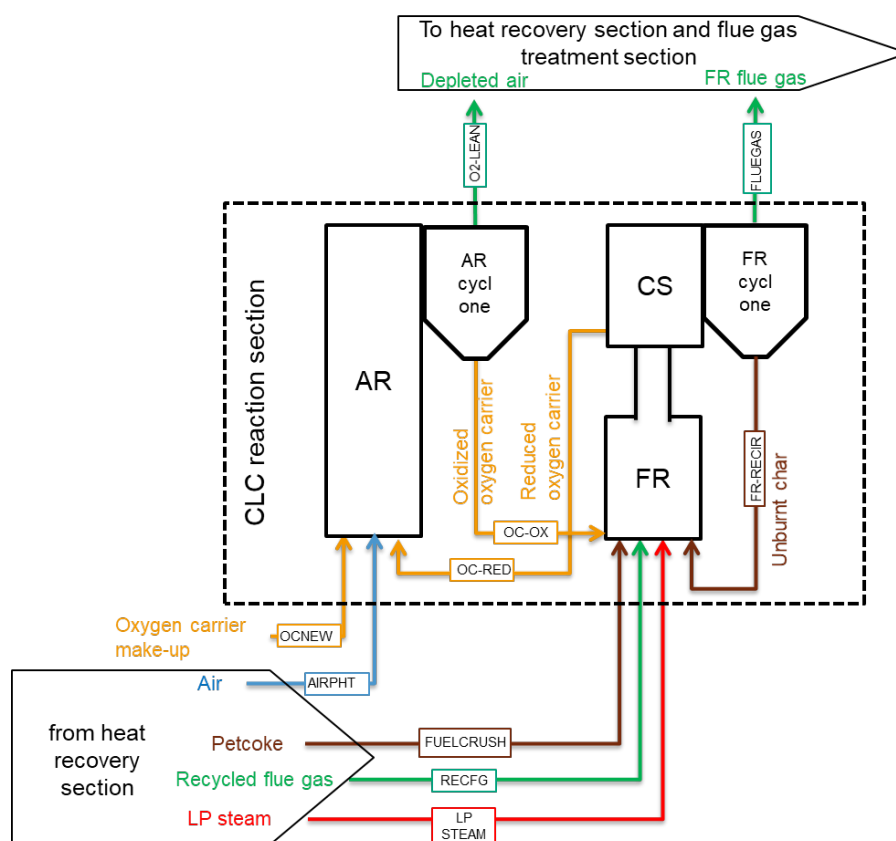 To heat recovery section and flue gas
treatment section
Depleted air
FR flue gas
O2-LEAN
FLUEGAS
CLC reaction section
AR
AR
cycl
one
CS
FR
cycl
one
Oxidized
oxygen carrier
Reduced
oxygen carrier
FR
FR-RECIR
Unburnt char
OC-OX
OC-RED
Oxygen carrier
make-up
OCNEW
Air
AIRPHT
from heat
recovery
section
Petcoke
FUELCRUSH
Recycled flue gas
RECFG
LP steam
LP
STEAM